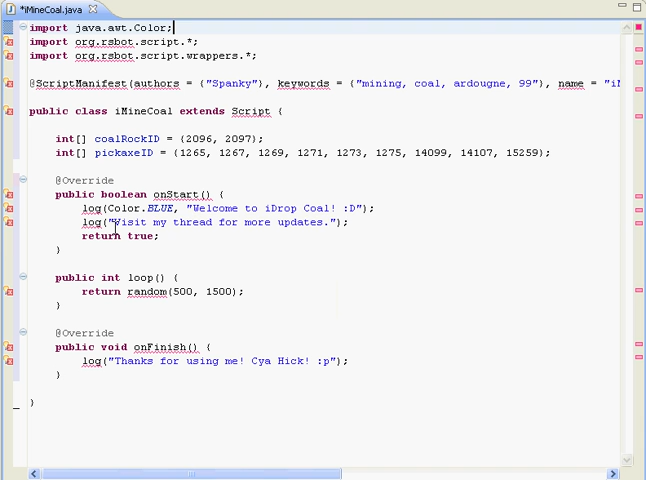 *iMineCoal.java
import java.awt.Color;
import org.rsbot.script.*;
import org.rsbot.script.wrappers.*;
@ScriptManifest(authors = {"Spanky"}, keywords = {"mining, coal, ardougne, 99"}, name = "iM
public class iMineCoal extends Script {
int[] coalRockID = {2096, 2097};
int[] pickaxeID = {1265, 1267, 1269, 1271, 1273, 1275, 14099, 14107, 15259};
@Override
public boolean onStart() {
log(Color.BLUE, "Welcome to iDrop Coal! :D");
log("Visit my thread for more updates.");
return true;
}
public int loop() {
return random(500, 1500);
}
@Override
public void onFinish() {
log("Thanks for using me! Cya Hick! :p");
}
}